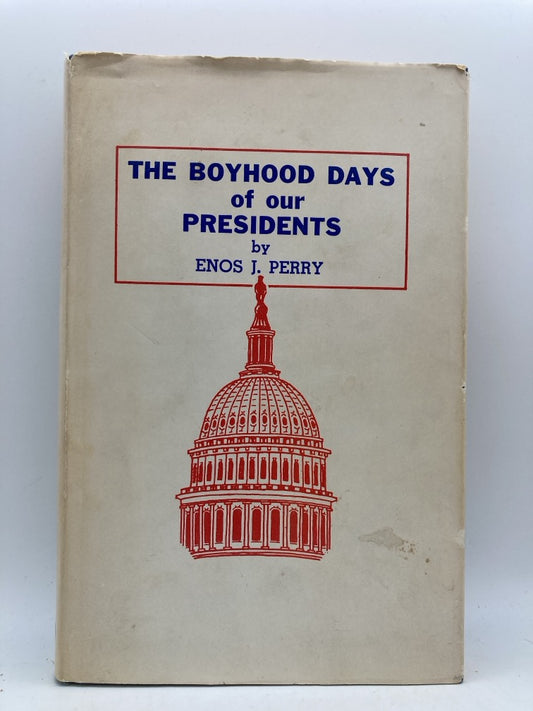 THE BOYHOOD DAYS
of our
PRESIDENTS
by
ENOS J. PERRY